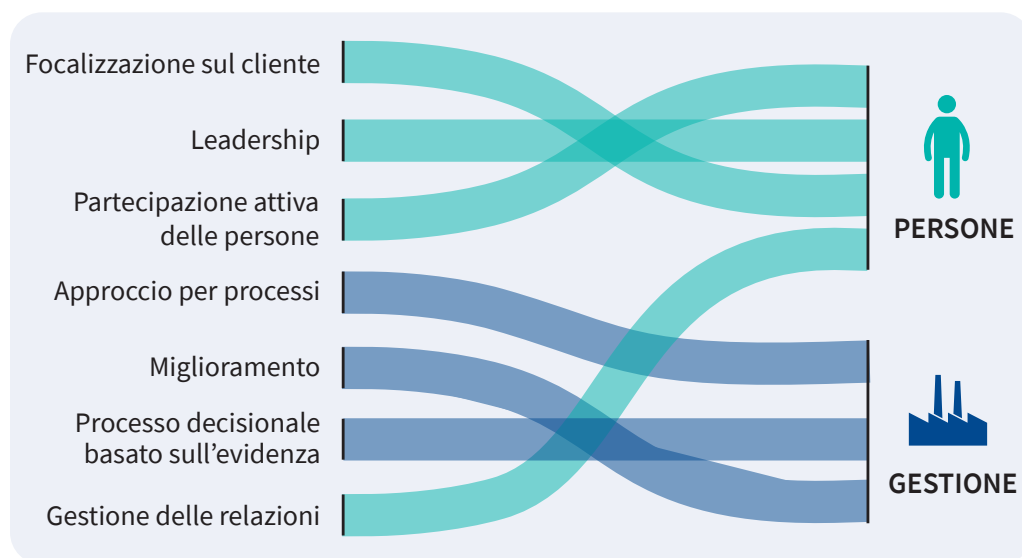 Focalizzazione sul cliente
Leadership
Partecipazione attiva
delle persone
Approccio per processi
Miglioramento
Processo decisionale
basato sull’evidenza
Gestione delle relazioni
PERSONE
GESTIONE